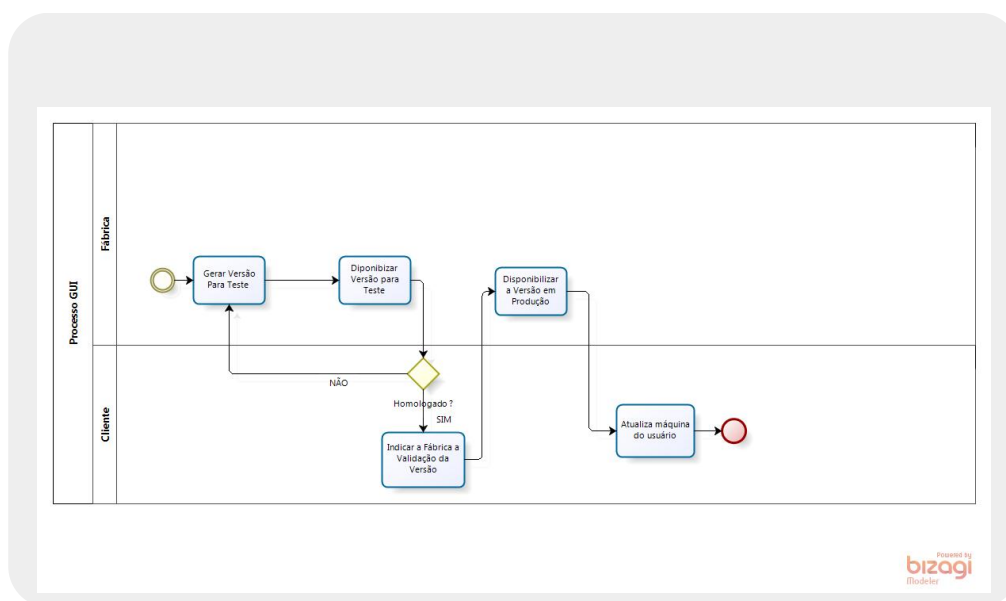 Processo GUI
Fábrica
Gerar Versão
Para Teste
Diponibizar
Versão para
Teste
Disponibilizar
a Versão em
Produção
Cliente
NÃO
Homologado ?
SIM
Indicar a Fábrica a
Validação da
Versão
Atualiza máquina
do usuário
Powered by
bizagi
Modeler